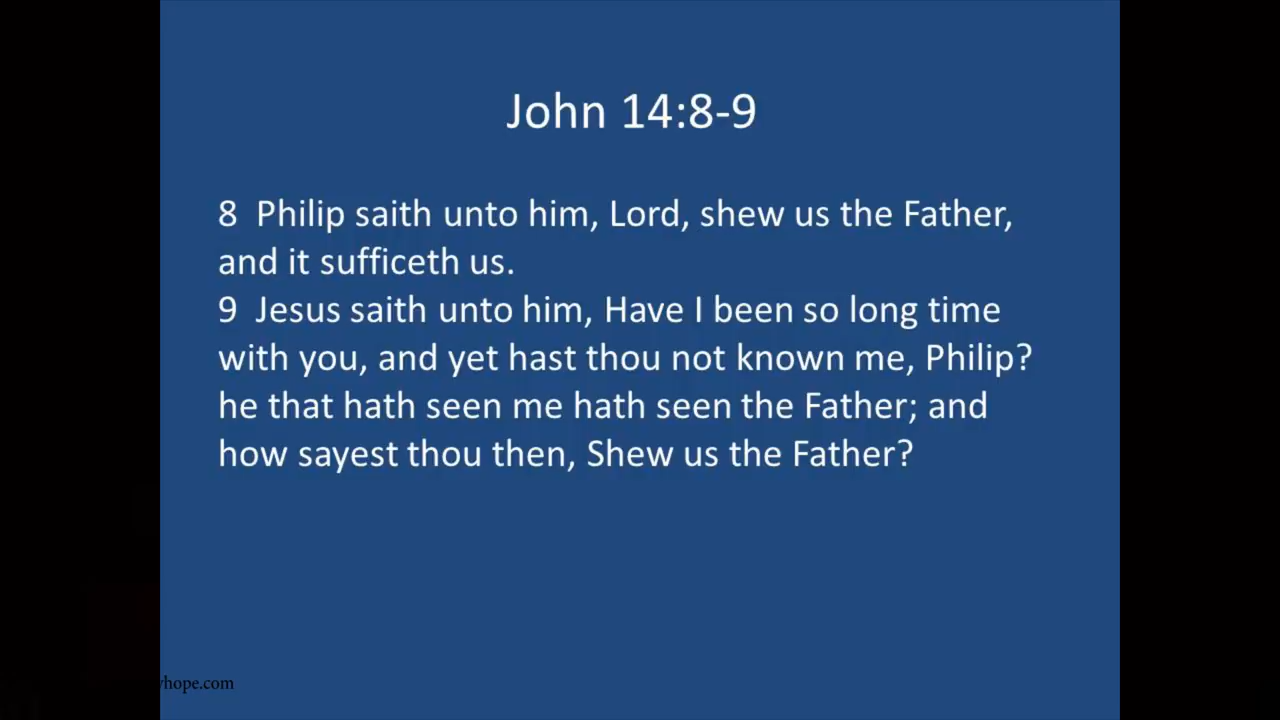 John 14:8-9
8 Philip saith unto him, Lord, shew us the Father,
and it sufficeth us.
9 Jesus saith unto him, Have I been so long time
with you, and yet hast thou not known me, Philip?
he that hath seen me hath seen the Father; and
how sayest thou then, Shew us the Father?
yhope.com